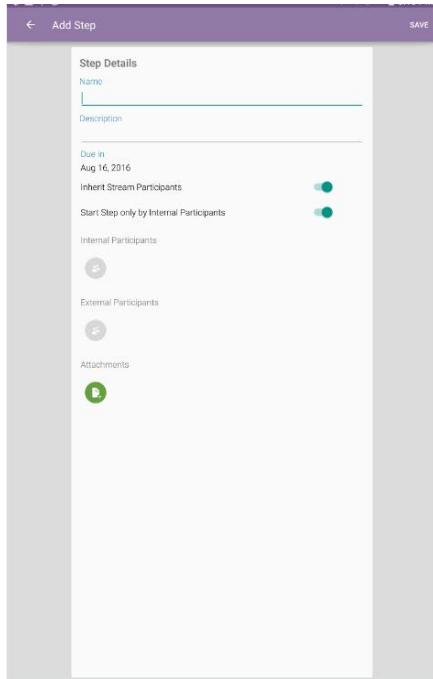 Add Step
SAVE
Step Details
Name
Description
Due in
Aug 16, 2016
Inherit Stream Participants
Start Step only by Internal Participants
Internal Participants
External Participants
Attachments